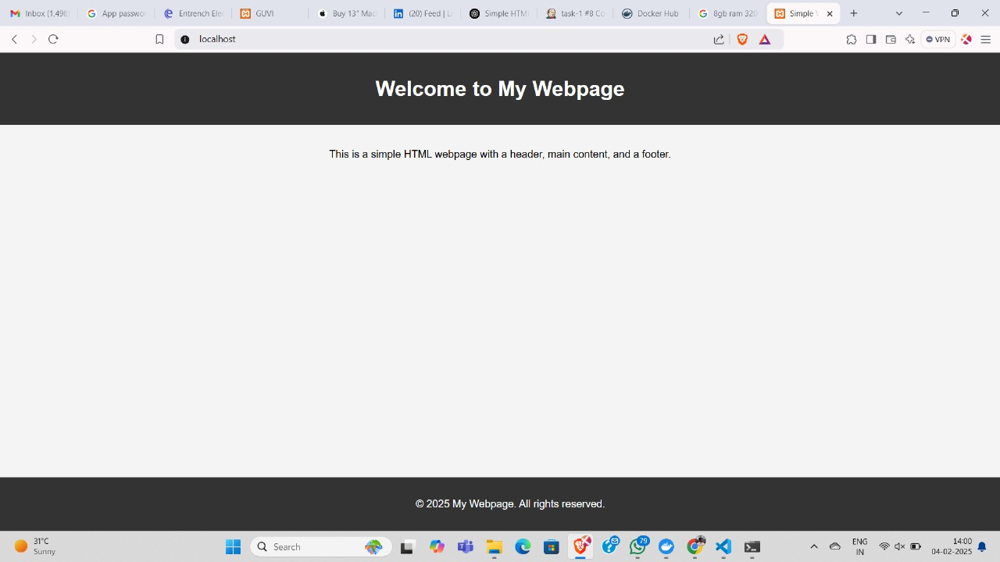 Inbox (1,498)
App passwor
Entrench Ele
GUVI
Buy 13" Mac
(20) Feed | Li
Simple HTML
task 1 #8 Co
Docker Hub
8gb ram 320
Simple
localhost
VPN
Welcome to My Webpage
This is a simple HTML webpage with a header, main content, and a footer.
© 2025 My Webpage. All rights reserved.
31°C
Sunny
Search
79
ENG
IN
14:00
04-02-2025